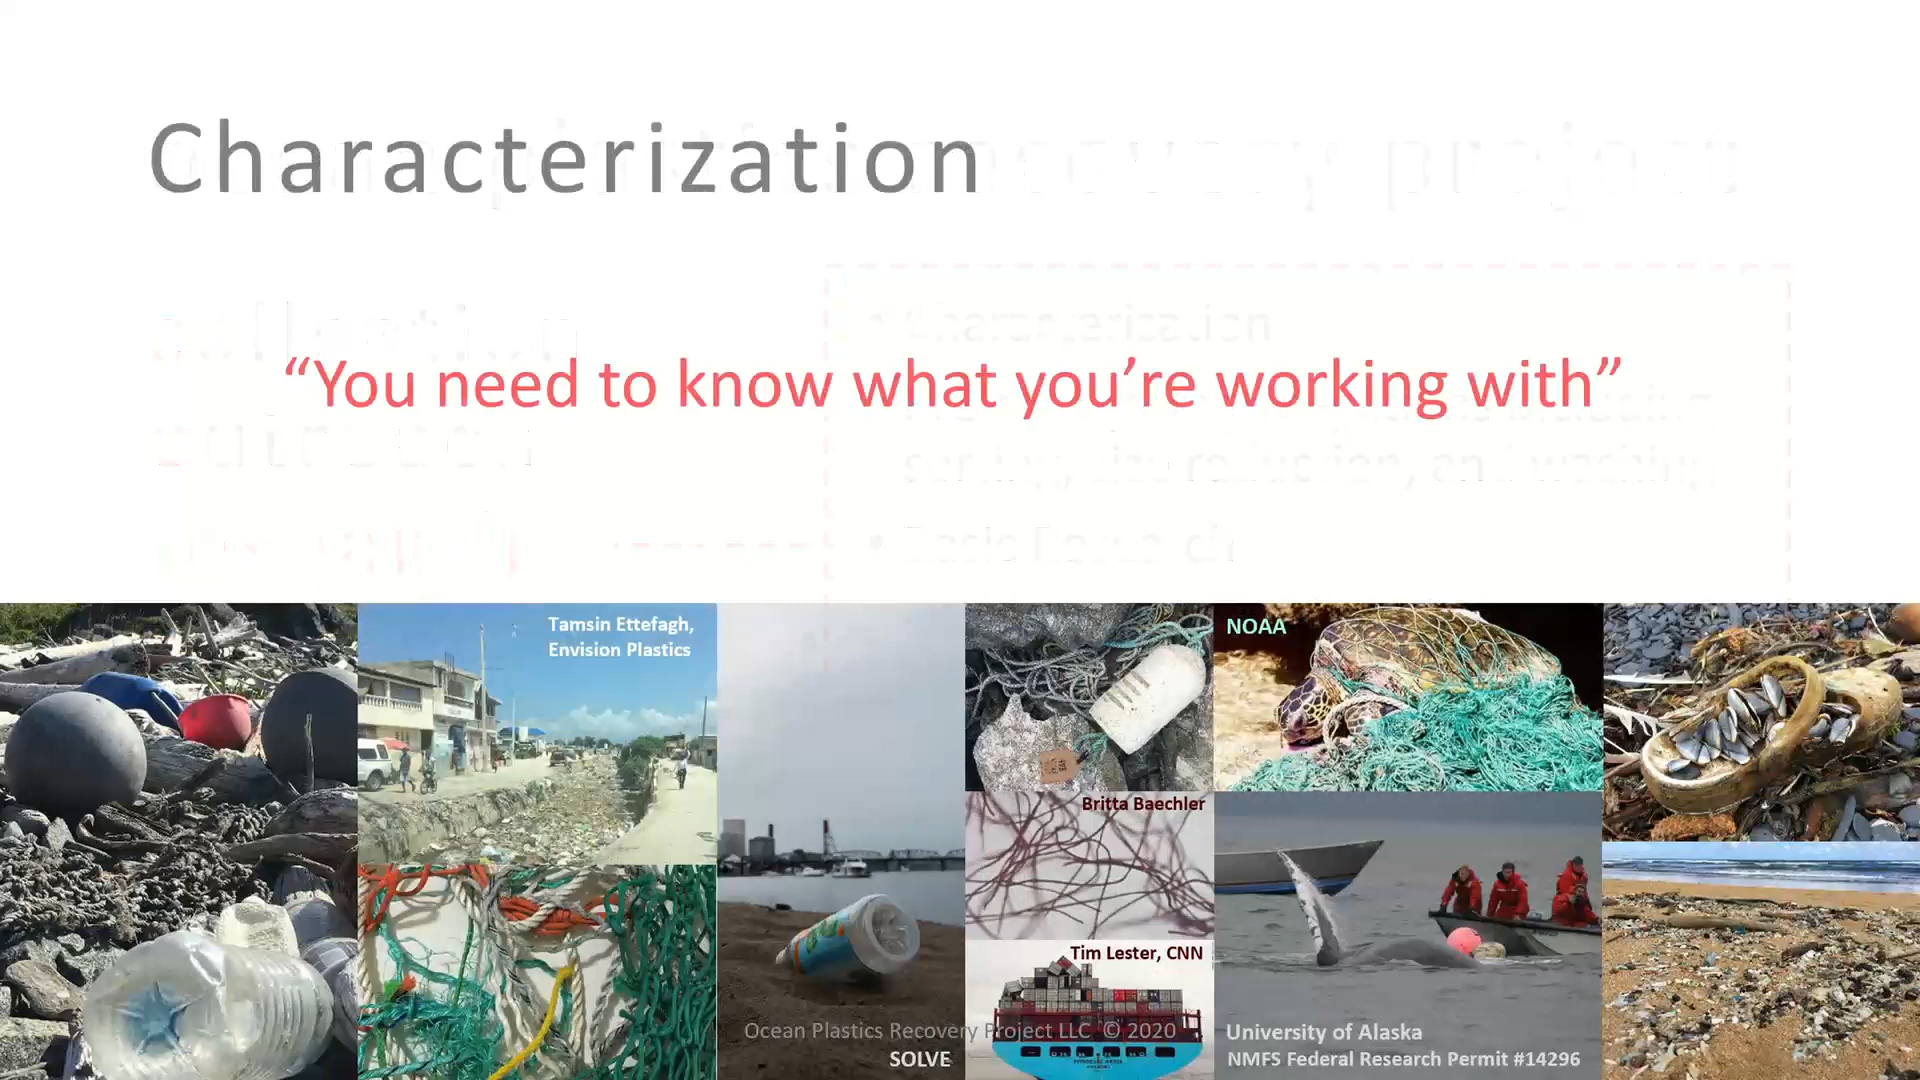 Characterization
“You need to know what you’re working with”
Tamsin Ettefagh,
Envision Plastics
NOAA
Britta Baechler
Tim Lester, CNN
Ocean Plastics Recovery Project LLC © 2020
SOLVE
University of Alaska
NMFS Federal Research Permit #14296